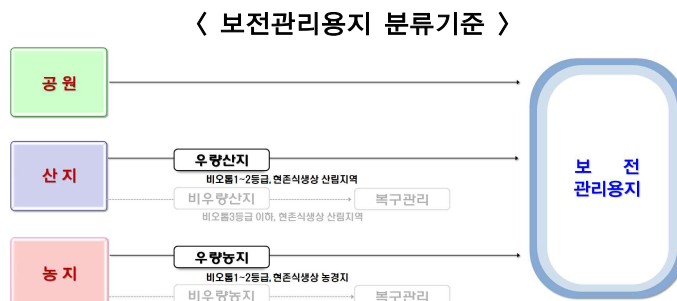 < 보전관리용지 분류기준 >
공 원
산 지
우량산지
비오톱1~2등급, 현존식생상 산림지역
비우량산지
복구관리
비오톱3등급 이하, 현존식생상 산림지역
보 전
관리용지
농 지
우량농지
비오톱1~2등급, 현존식생상 농경지
비우량농지
복구관리